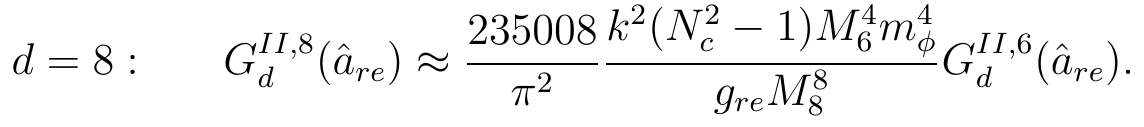 $d = 8 : \qquad G_d^{II,8}(\hat{a}_{re}) \approx \frac{235008}{\pi^2} \frac{k^2(N_c^2 - 1)M_6^4 m_\phi^4}{g_{re} M_8^8} G_d^{II,6}(\hat{a}_{re}).$